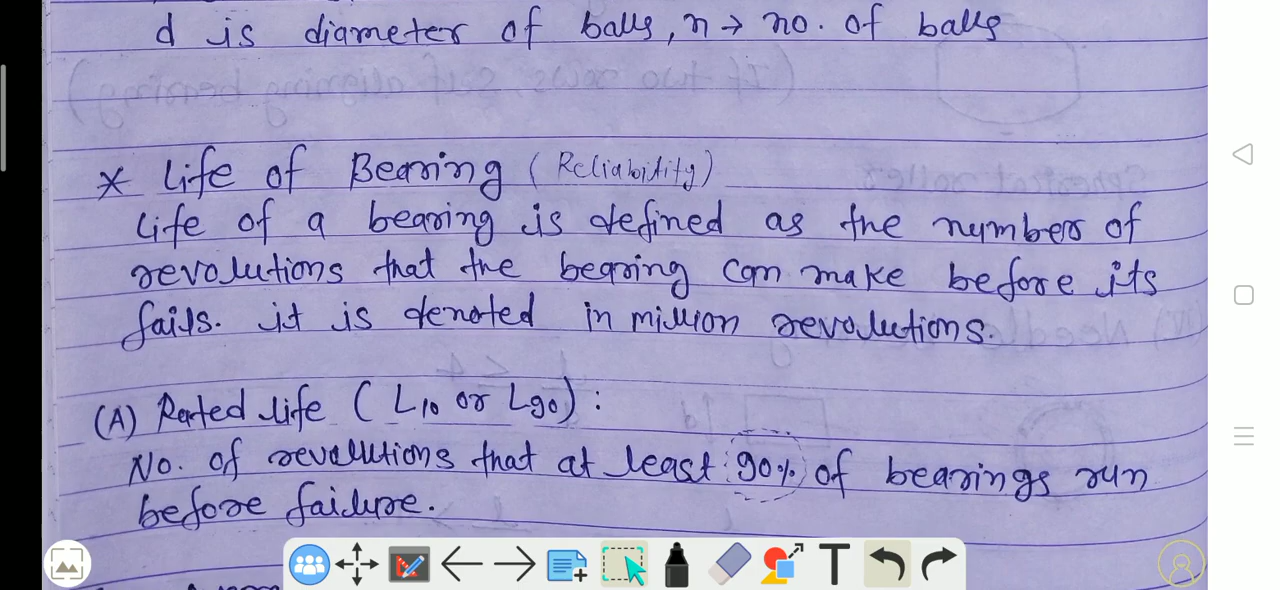 d is diameter of balls, n → no. of balls
* Life of Bearing (Reliability)
Life of a bearing is defined as the number of
revolutions that the bearing can make before its
fails. it is denoted in million revolutions.
(A) Rated life (L10 or L90):
No. of revolutions that at least 90% of bearings run
before failure.
T